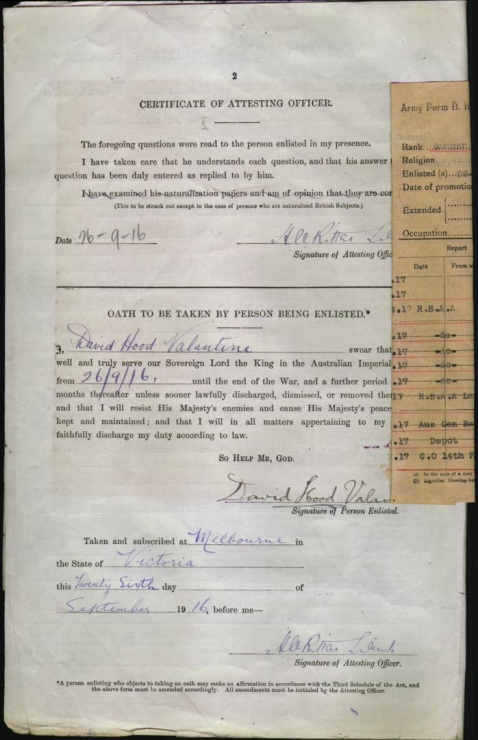 2
CERTIFICATE OF ATTESTING OFFICER.
The foregoing questions were read to the person enlisted in my presence.
I have taken care that he understands each question, and that his answer
question has been duly entered as replied to by him.
I have examined his naturalization papers and am of opinion that they are cor
(This to be struck out except in the case of persons who are naturalised British Subjects.)
Date 26-9-16
Signature of Attesting Offic
OATH TO BE TAKEN BY PERSON BEING ENLISTED.*
I, David Hood Valantine swear that
well and truly serve our Sovereign Lord the King in the Australian Imperial
from 26/9/16, until the end of the War, and a further period
months thereafter unless sooner lawfully discharged, dismissed, or removed the
and that I will resist His Majesty's enemies and cause His Majesty's peace
kept and maintained; and that I will in all matters appertaining to my
faithfully discharge my duty according to law.
SO HELP ME, GOD.
David Hood Valan
Signature of Person Enlisted.
Taken and subscribed at Melbourne in
the State of Victoria
this Twenty Sixth day of
September 1916, before me—
Signature of Attesting Officer.
*A person enlisting who objects to taking an oath may make an affirmation in accordance with the Third Schedule of the Act, and
the above form must be amended accordingly. All amendments must be initialed by the Attesting Officer.
Army Form B. 10
Rank
Religion
Enlisted (a)
Date of promotio
Extended
Occupation
Report
Date From w
.17
.17
.17 R.B.A.A
.17 -do-
.17 -do-
.17 -do-
.17 R.B.A.A
.17 Aus Gen Ba
.17 Depot
.17 C.O 14th